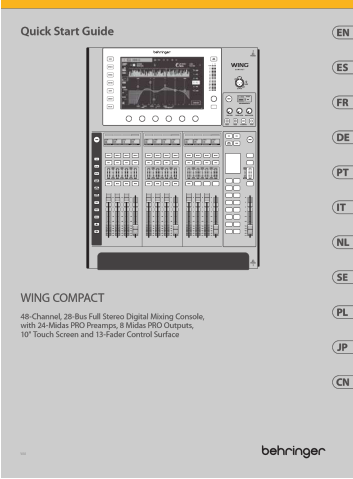 Quick Start Guide
EN
ES
FR
DE
PT
IT
NL
SE
PL
JP
CN
behringer
WING
WING COMPACT
48-Channel, 28-Bus Full Stereo Digital Mixing Console,
with 24-Midas PRO Preamps, 8 Midas PRO Outputs,
10" Touch Screen and 13-Fader Control Surface
behringer